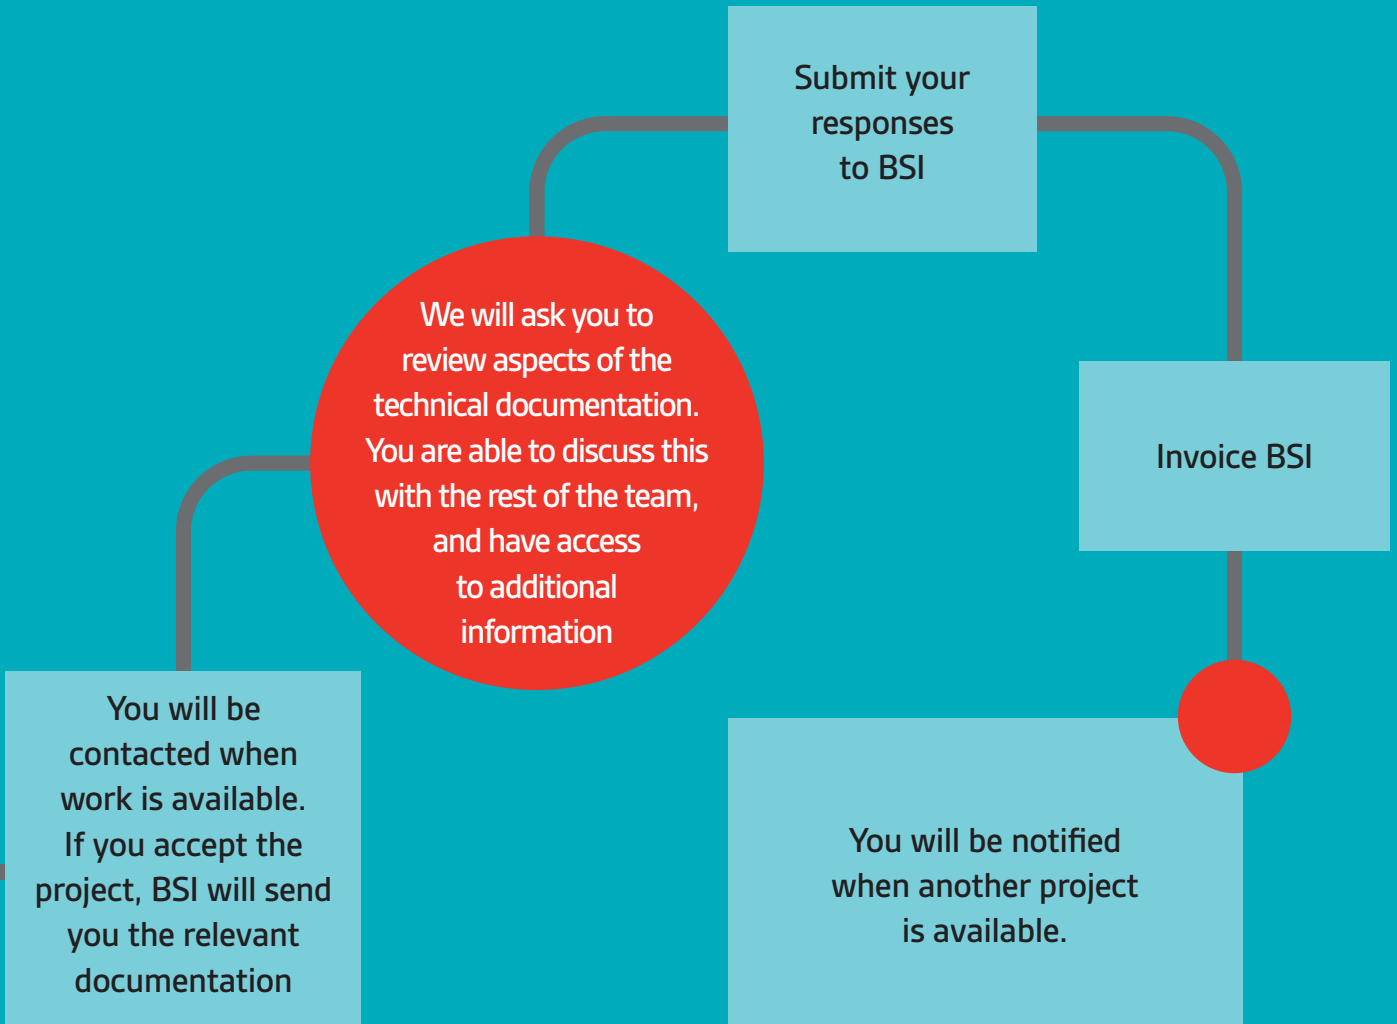 You will be
contacted when
work is available.
If you accept the
project, BSI will send
you the relevant
documentation
We will ask you to
review aspects of the
technical documentation.
You are able to discuss this
with the rest of the team,
and have access
to additional
information
Submit your
responses
to BSI
Invoice BSI
You will be notified
when another project
is available.